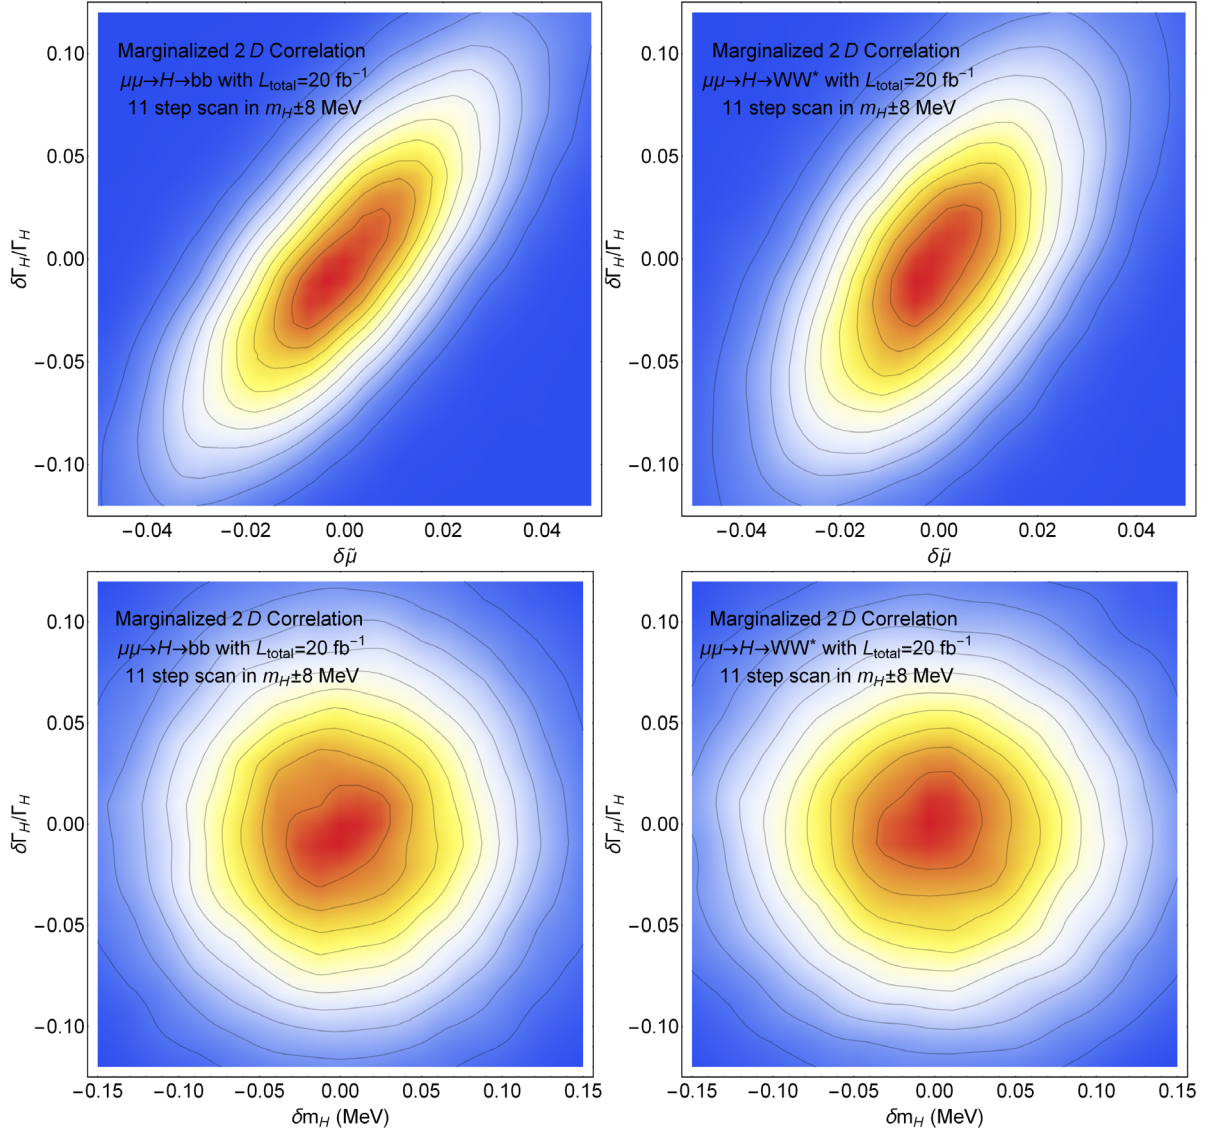 Marginalized 2 D Correlation
μμ→H→bb with L_total=20 fb⁻¹
11 step scan in m_H±8 MeV
δΓ_H/Γ_H
0.10
0.05
0.00
−0.05
−0.10
−0.04
−0.02
0.00
0.02
0.04
δμ̃
Marginalized 2 D Correlation
μμ→H→WW* with L_total=20 fb⁻¹
11 step scan in m_H±8 MeV
δΓ_H/Γ_H
0.10
0.05
0.00
−0.05
−0.10
−0.04
−0.02
0.00
0.02
0.04
δμ̃
Marginalized 2 D Correlation
μμ→H→bb with L_total=20 fb⁻¹
11 step scan in m_H±8 MeV
δΓ_H/Γ_H
0.10
0.05
0.00
−0.05
−0.10
−0.15
−0.10
−0.05
0.00
0.05
0.10
0.15
δm_H (MeV)
Marginalized 2 D Correlation
μμ→H→WW* with L_total=20 fb⁻¹
11 step scan in m_H±8 MeV
δΓ_H/Γ_H
0.10
0.05
0.00
−0.05
−0.10
−0.15
−0.10
−0.05
0.00
0.05
0.10
0.15
δm_H (MeV)